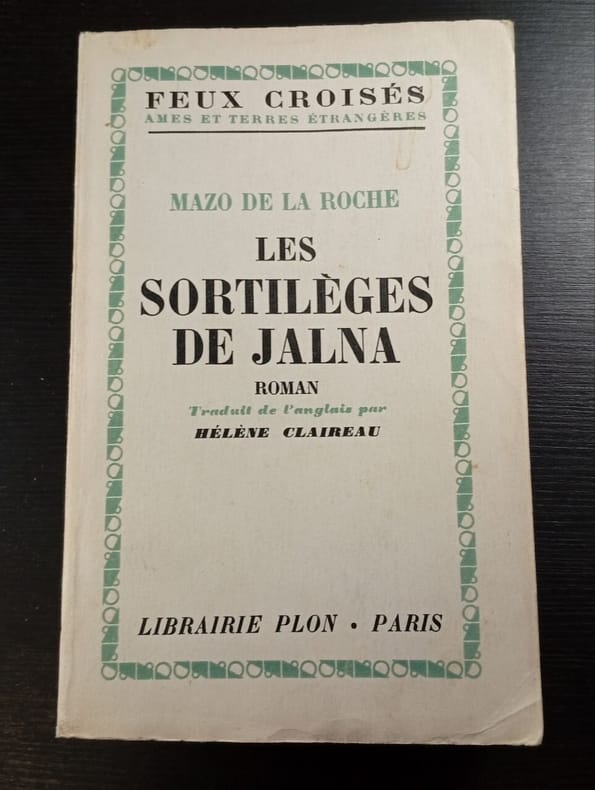 FEUX CROISÉS
AMES ET TERRES ÉTRANGÈRES
MAZO DE LA ROCHE
LES
SORTILÈGES
DE JALNA
ROMAN
Traduit de l'anglais par
HÉLÈNE CLAIREAU
LIBRAIRIE PLON • PARIS